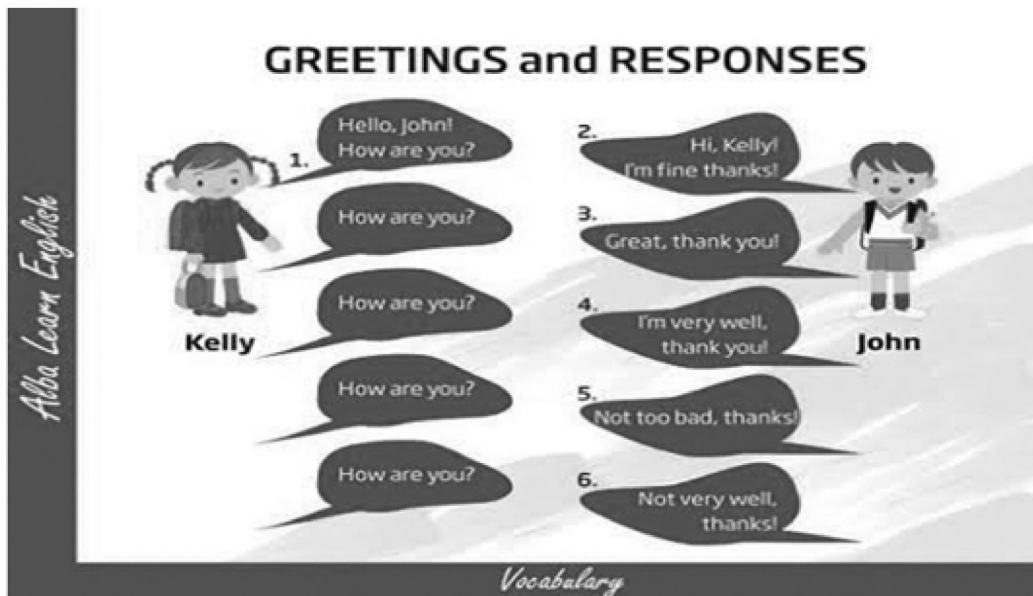 GREETINGS and RESPONSES
1.
Hello, John!
How are you?
2.
Hi, Kelly!
I'm fine thanks!
How are you?
3.
Great, thank you!
How are you?
4.
I'm very well,
thank you!
How are you?
5.
Not too bad, thanks!
How are you?
6.
Not very well,
thanks!
Kelly
John
Alba Learn English
Vocabulary